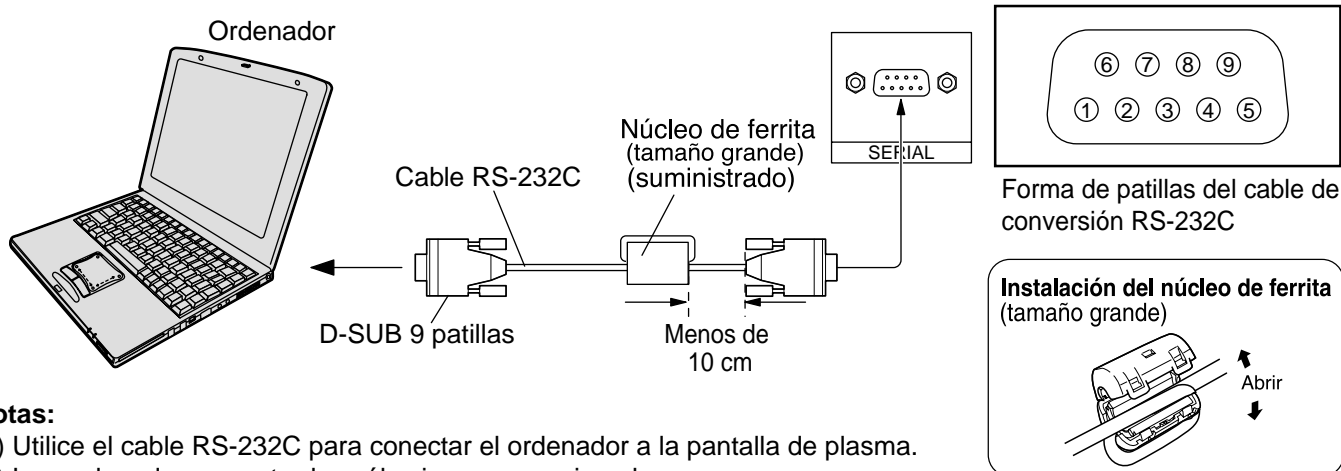 Ordenador
Núcleo de ferrita
(tamaño grande)
(suministrado)
Cable RS-232C
D-SUB 9 patillas
Menos de
10 cm
SERIAL
6 7 8 9
1 2 3 4 5
Forma de patillas del cable de
conversión RS-232C
Instalación del núcleo de ferrita
(tamaño grande)
Abrir
otas:
) Utilice el cable RS-232C para conectar el ordenador a la pantalla de plasma.